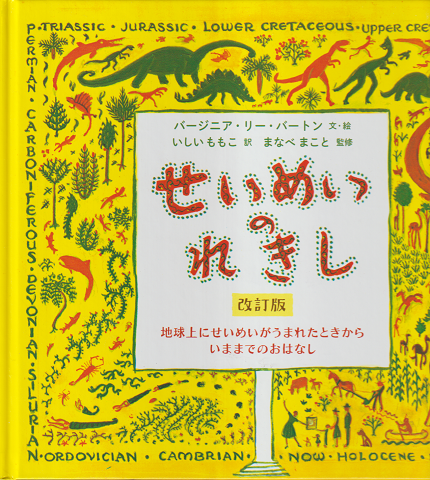 P·TRIASSIC · JURASSIC · LOWER CRETACEOUS·UPPER CRE
PERMIAN · CARBONIFEROUS·DEVONIAN·SILURIAN·ORDOVICIAN · CAMBRIAN · NOW·HOLOCENE·
バージニア・リー・バートン 文・絵
いしい ももこ 訳 まなべ まこと 監修
せいめい
の
れきし
改訂版
地球上にせいめいがうまれたときから
いままでのおはなし